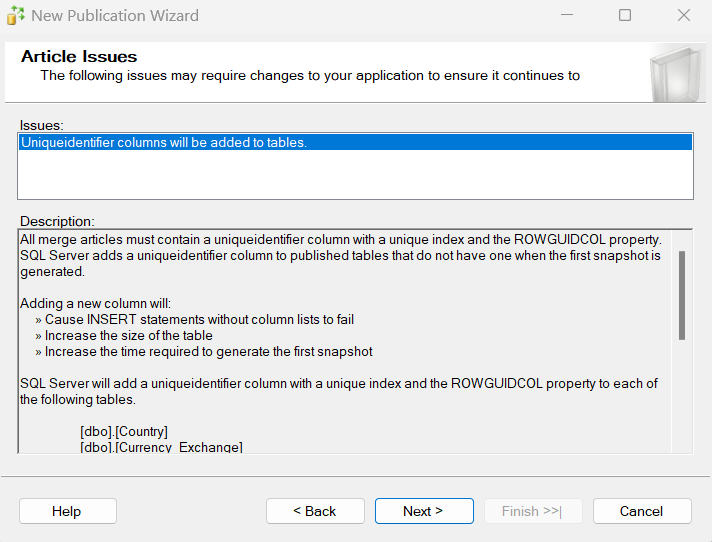 New Publication Wizard
Article Issues
The following issues may require changes to your application to ensure it continues to
Issues:
Uniqueidentifier columns will be added to tables.
Description:
All merge articles must contain a uniqueidentifier column with a unique index and the ROWGUIDCOL property.
SQL Server adds a uniqueidentifier column to published tables that do not have one when the first snapshot is
generated.
Adding a new column will:
» Cause INSERT statements without column lists to fail
» Increase the size of the table
» Increase the time required to generate the first snapshot
SQL Server will add a uniqueidentifier column with a unique index and the ROWGUIDCOL property to each of
the following tables.
[dbo].[Country]
[dbo].[Currency_Exchange]
Help
< Back
Next >
Finish >>|
Cancel